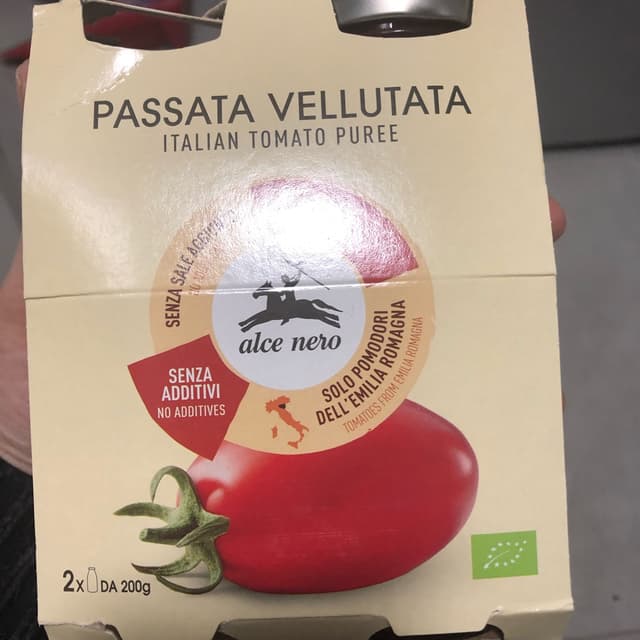 PASSATA VELLUTATA
ITALIAN TOMATO PUREE
SENZA SALE
alce nero
SENZA
ADDITIVI
NO ADDITIVES
SOLO POMODORI
DELL'EMILIA ROMAGNA
TOMATOES FROM EMILIA ROMAGNA
2x DA 200g